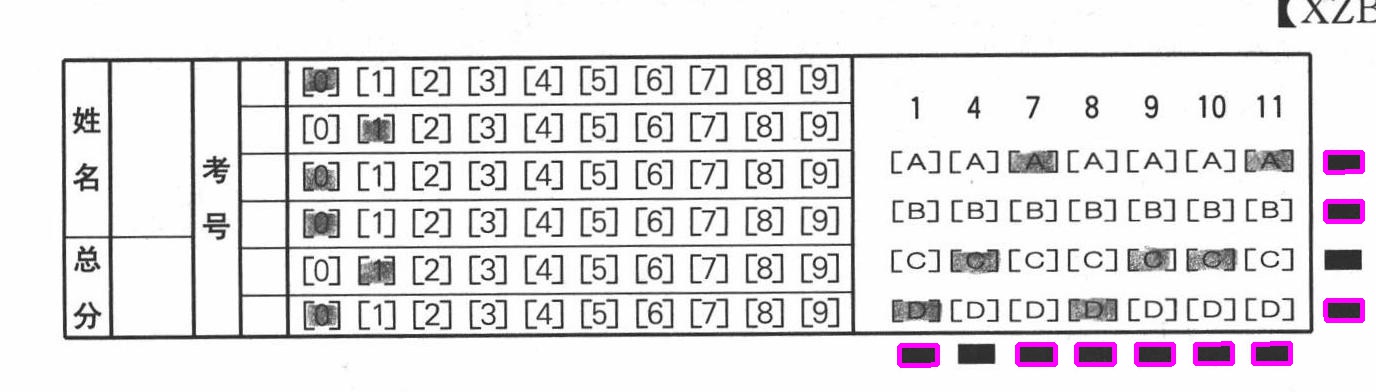 【XZB
姓名
总分
考号
[0] [1] [2] [3] [4] [5] [6] [7] [8] [9]
[0] [1] [2] [3] [4] [5] [6] [7] [8] [9]
[0] [1] [2] [3] [4] [5] [6] [7] [8] [9]
[0] [1] [2] [3] [4] [5] [6] [7] [8] [9]
[0] [1] [2] [3] [4] [5] [6] [7] [8] [9]
[0] [1] [2] [3] [4] [5] [6] [7] [8] [9]
1 4 7 8 9 10 11
[A] [A] [A] [A] [A] [A] [A]
[B] [B] [B] [B] [B] [B] [B]
[C] [C] [C] [C] [C] [C] [C]
[D] [D] [D] [D] [D] [D] [D]